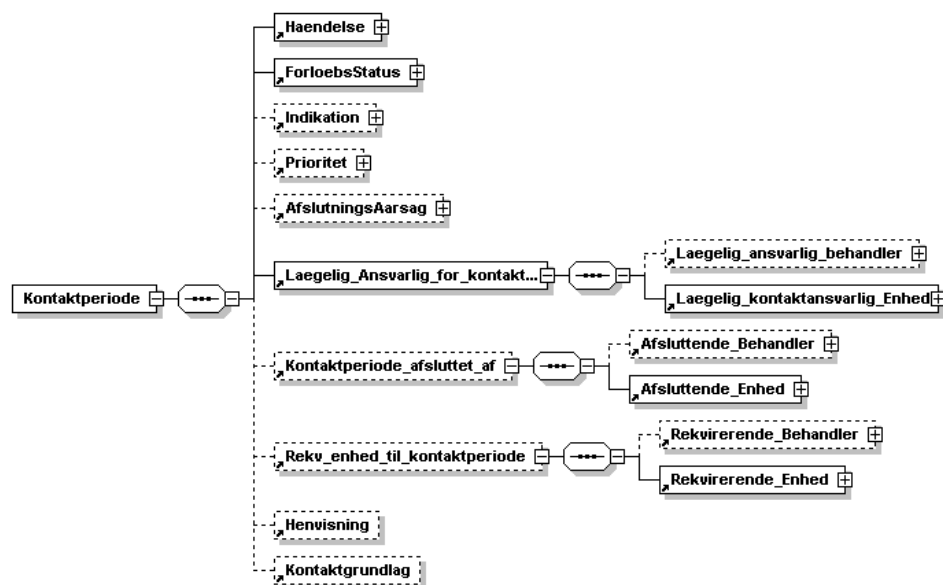 Haendelse
ForloebsStatus
Indikation
Prioritet
AfslutningsAarsag
Laegelig_Ansvarlig_for_kontakt...
Laegelig_ansvarlig_behandler
Laegelig_kontaktansvarlig_Enhed
Kontaktperiode
Kontaktperiode_afsluttet_af
Afsluttende_Behandler
Afsluttende_Enhed
Rekv_enhed_til_kontaktperiode
Rekvirerende_Behandler
Rekvirerende_Enhed
Henvisning
Kontaktgrundlag